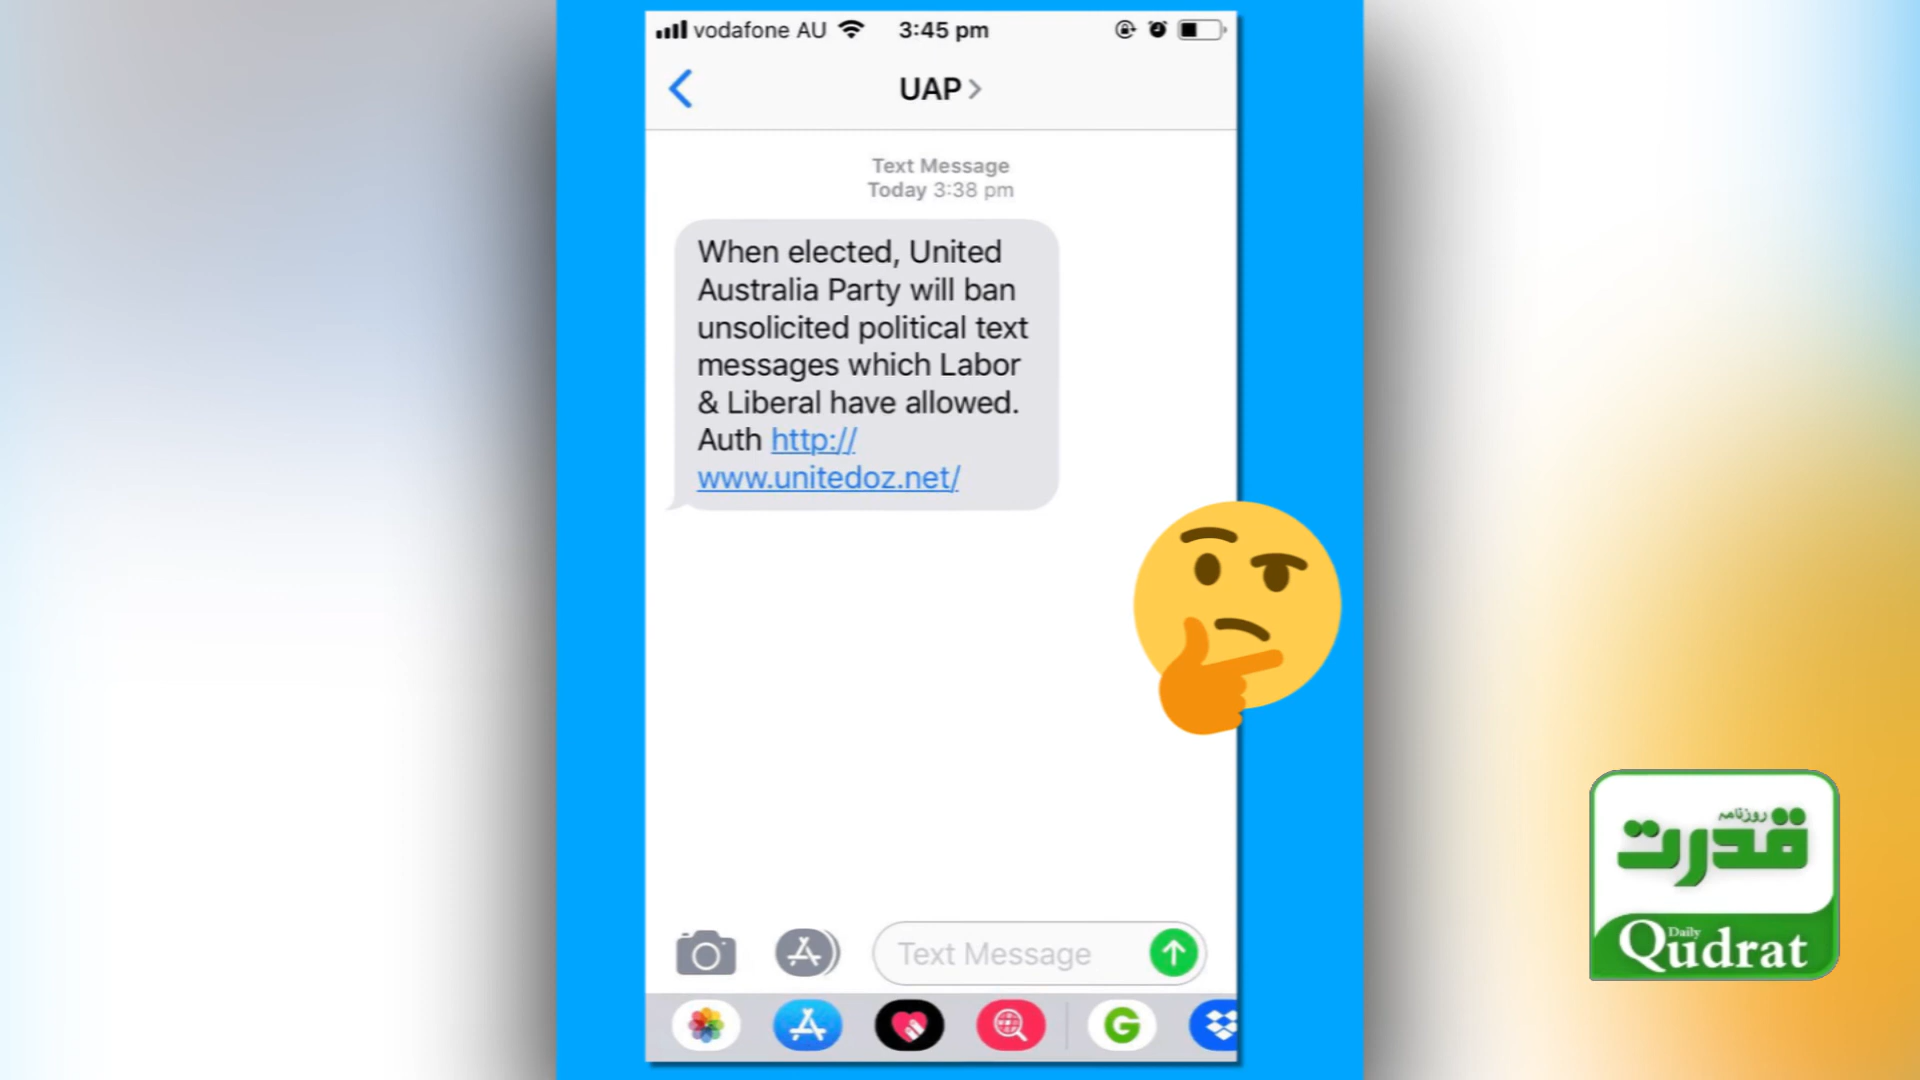 vodafone AU 3:45 pm
UAP
Text Message
Today 3:38 pm
When elected, United
Australia Party will ban
unsolicited political text
messages which Labor
& Liberal have allowed.
Auth http://
www.unitedoz.net/
Text Message
روزنامہ
قدرت
Daily
Qudrat